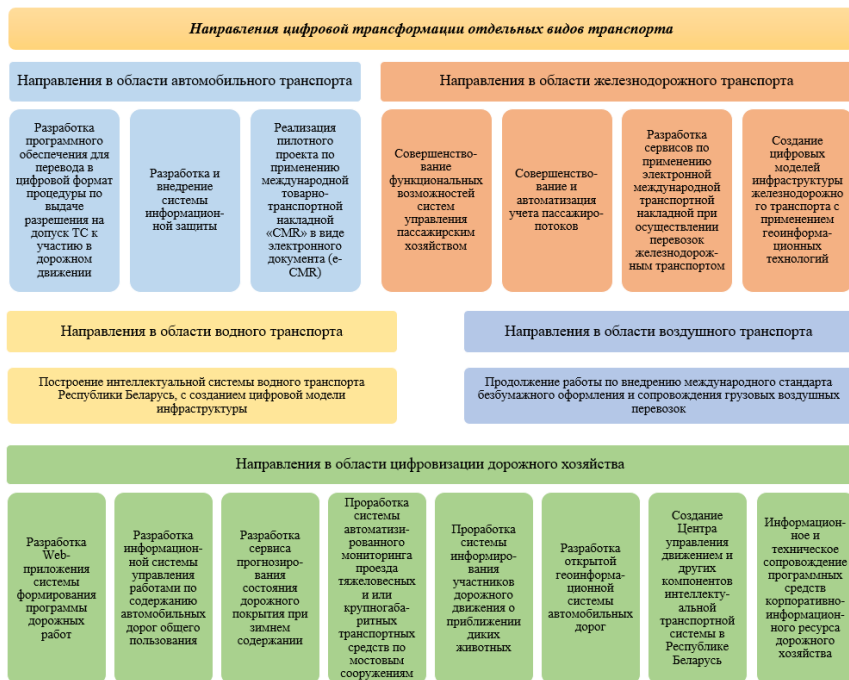 Направления цифровой трансформации отдельных видов транспорта
Направления в области автомобильного транспорта
Разработка
программного
обеспечения для
перевода в
цифровой формат
процедуры по
выдаче
разрешения на
допуск ТС к
участию в
дорожном
движении
Разработка и
внедрение
системы
информацион-
ной защиты
Реализация
пилотного
проекта по
применению
международной
товарно-
транспортной
накладной
«CMR» в виде
электронного
документа (e-
CMR)
Направления в области железнодорожного транспорта
Совершенство-
вание
функциональных
возможностей
систем
управления
пассажирским
хозяйством
Совершенство-
вание и
автоматизация
учета пассажиро-
потоков
Разработка
сервисов по
применению
электронной
международной
транспортной
накладной при
осуществлении
перевозок
железнодорож-
ным транспортом
Создание
цифровых
моделей
инфраструктуры
железнодорожно
го транспорта с
применением
геоинформа-
ционных
технологий
Направления в области водного транспорта
Построение интеллектуальной системы водного транспорта
Республики Беларусь, с созданием цифровой модели
инфраструктуры
Направления в области воздушного транспорта
Продолжение работы по внедрению международного стандарта
безбумажного оформления и сопровождения грузовых воздушных
перевозок
Направления в области цифровизации дорожного хозяйства
Разработка
Web-
приложения
системы
формирования
программы
дорожных
работ
Разработка
информацион-
ной системы
управления
работами по
содержанию
автомобильных
дорог общего
пользования
Разработка
сервиса
прогнозиро-
вания
состояния
дорожного
покрытия при
зимнем
содержании
Проработка
системы
автоматизи-
рованного
мониторинга
проезда
тяжеловесных
и или
крупногаба-
ритных
транспортных
средств по
мостовым
сооружениям
Проработка
системы
информиро-
вания
участников
дорожного
движения о
приближении
диких
животных
Разработка
открытой
геоинформа-
ционной
системы
автомобильных
дорог
Создание
Центра
управления
движением и
других
компонентов
интеллекту-
альной
транспортной
системы в
Республике
Беларусь
Информацион-
ное и
техническое
сопровождение
программных
средств
корпоративно-
информацион-
ного ресурса
дорожного
хозяйства